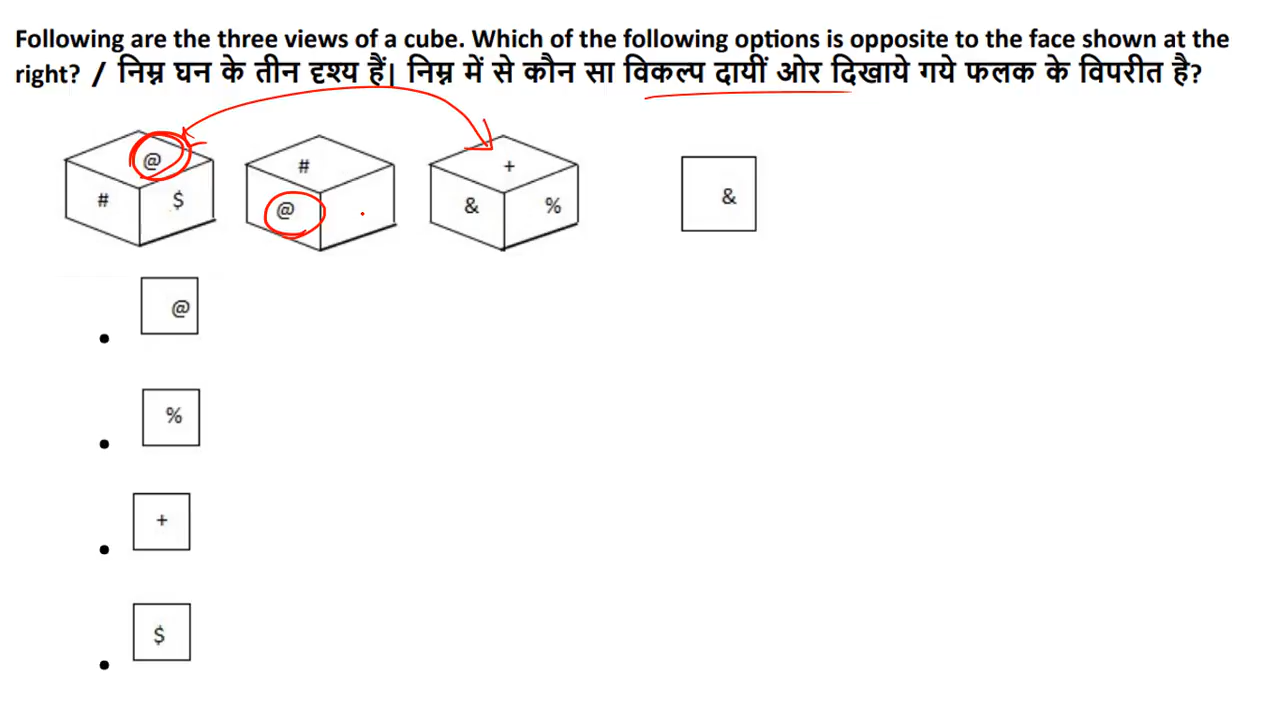 Following are the three views of a cube. Which of the following options is opposite to the face shown at the
right? / निम्न घन के तीन दृश्य हैं| निम्न में से कौन सा विकल्प दायीं ओर दिखाये गये फलक के विपरीत है?
@ # +
# $ @ & % &
• @
• %
• +
• $